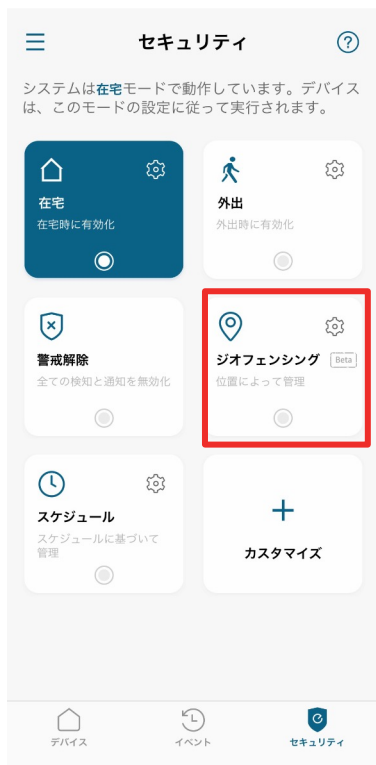 セキュリティ
システムは在宅モードで動作しています。デバイス
は、このモードの設定に従って実行されます。
在宅
在宅時に有効化
外出
外出時に有効化
警戒解除
全ての検知と通知を無効化
ジオフェンシング Beta
位置によって管理
スケジュール
スケジュールに基づいて
管理
カスタマイズ
デバイス
イベント
セキュリティ